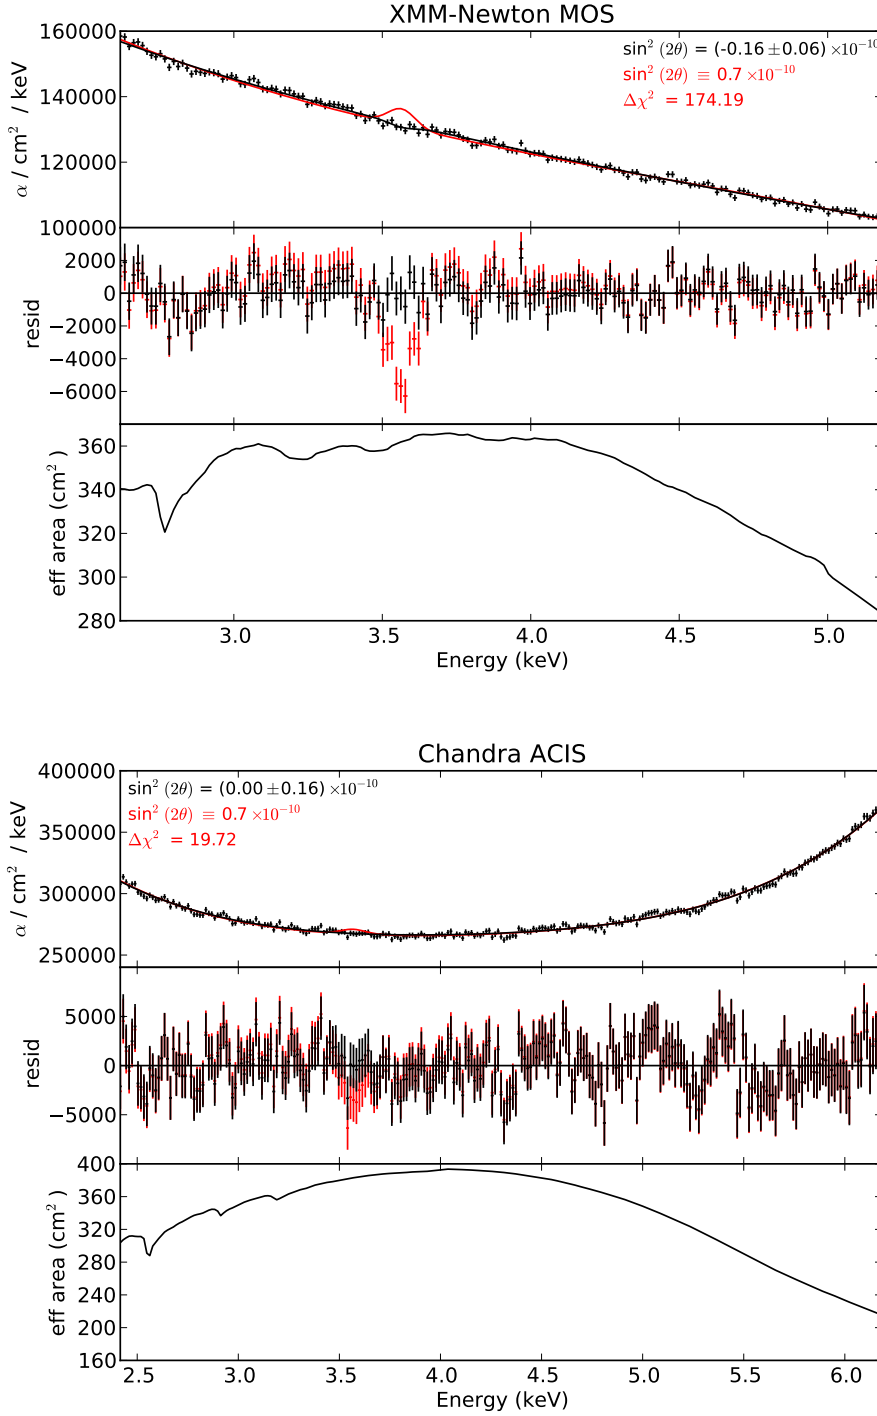 XMM-Newton MOS
160000
140000
120000
100000
α / cm² / keV
sin² (2θ) = (-0.16 ± 0.06) ×10⁻¹⁰
sin² (2θ) ≡ 0.7 ×10⁻¹⁰
Δχ² = 174.19
2000
0
−2000
−4000
−6000
resid
360
340
320
300
280
eff area (cm²)
3.0 3.5 4.0 4.5 5.0
Energy (keV)
Chandra ACIS
400000
350000
300000
250000
α / cm² / keV
sin² (2θ) = (0.00 ± 0.16) ×10⁻¹⁰
sin² (2θ) ≡ 0.7 ×10⁻¹⁰
Δχ² = 19.72
5000
0
−5000
resid
400
360
320
280
240
200
160
eff area (cm²)
2.5 3.0 3.5 4.0 4.5 5.0 5.5 6.0
Energy (keV)